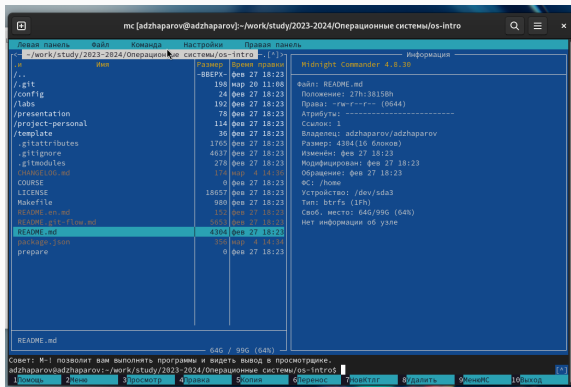 mc [adzhaparov@adzhaparov]:~/work/study/2023-2024/Операционные системы/os-intro
Левая панель Файл Команда Настройки Правая панель
~/work/study/2023-2024/Операционные системы/os-intro .[^]>
.и Имя Размер Время правки
/.. -ВВЕРХ- фев 27 18:23
/.git 198 мар 20 11:08
/config 24 фев 27 18:23
/labs 192 фев 27 18:23
/presentation 78 фев 27 18:23
/project-personal 114 фев 27 18:23
/template 36 фев 27 18:23
.gitattributes 1765 фев 27 18:23
.gitignore 4637 фев 27 18:23
.gitmodules 278 фев 27 18:23
CHANGELOG.md 174 мар 4 14:36
COURSE 0 фев 27 18:23
LICENSE 18657 фев 27 18:23
Makefile 980 фев 27 18:23
README.en.md 152 фев 27 18:23
README.git-flow.md 5653 фев 27 18:23
README.md 4304 фев 27 18:23
package.json 356 мар 4 14:34
prepare 0 фев 27 18:23
README.md
64G / 99G (64%)
Информация
Midnight Commander 4.8.30
Файл: README.md
Положение: 27h:3815Bh
Права: -rw-r--r-- (0644)
Атрибуты: ----------------------
Ссылок: 1
Владелец: adzhaparov/adzhaparov
Размер: 4304(16 блоков)
Изменён: фев 27 18:23
Модифицирован: фев 27 18:23
Обращение: фев 27 18:23
ФС: /home
Устройство: /dev/sda3
Тип: btrfs (1Fh)
Своб. место: 64G/99G (64%)
Нет информации об узле
Совет: M-! позволит вам выполнять программы и видеть вывод в просмотрщике.
adzhaparov@adzhaparov:~/work/study/2023-2024/Операционные системы/os-intro$ [^]
1Помощь 2Меню 3Просмотр 4Правка 5Копия 6Перенос 7НовКтлг 8Удалить 9МенюMC 10Выход